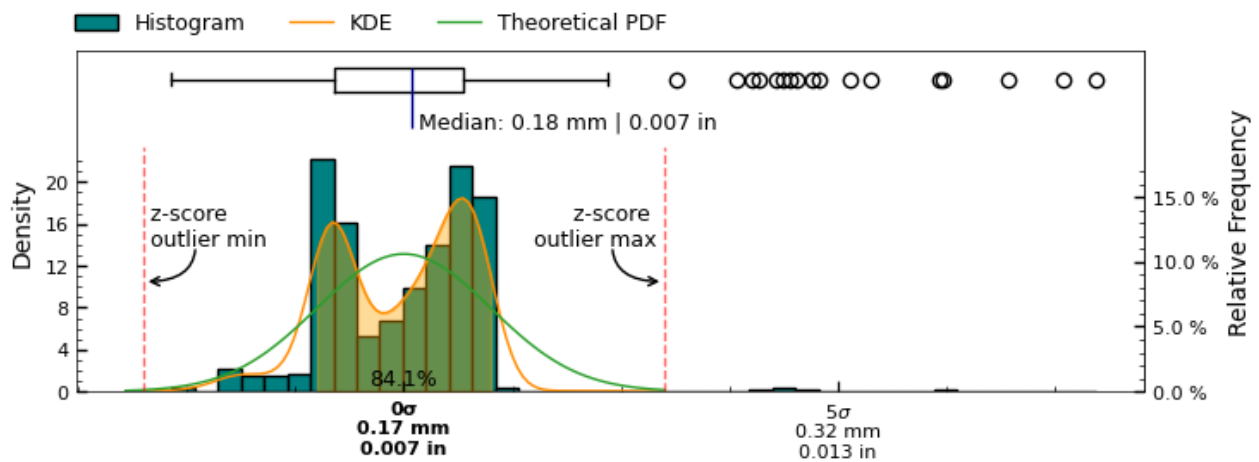 Histogram KDE Theoretical PDF
Median: 0.18 mm | 0.007 in
Density
20
16
12
8
4
0
z-score
outlier min
z-score
outlier max
84.1%
15.0 %
10.0 %
5.0 %
0.0 %
Relative Frequency
0σ
0.17 mm
0.007 in
5σ
0.32 mm
0.013 in